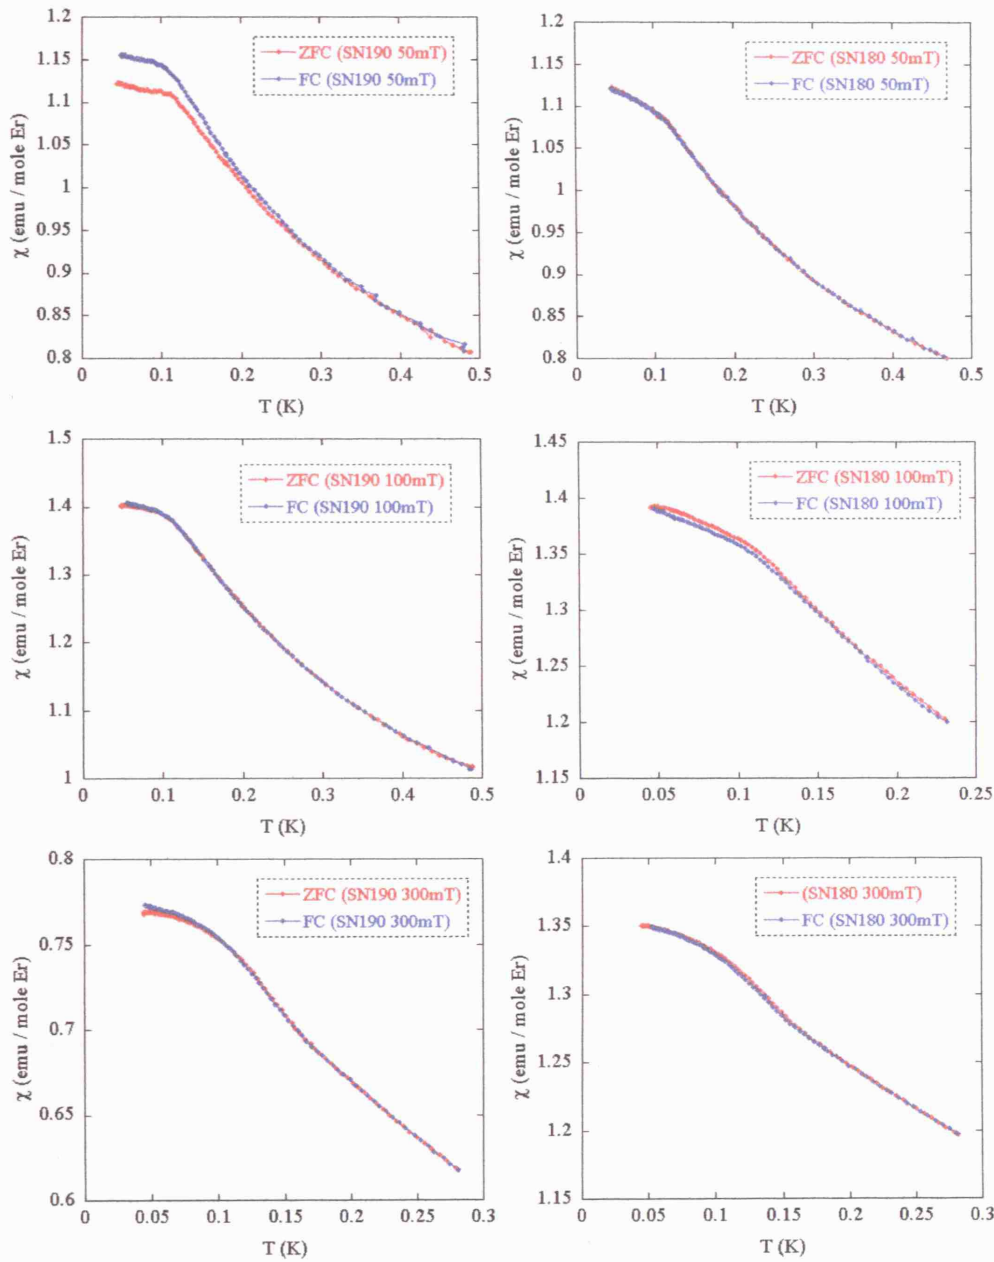 1.2
1.15
1.1
1.05
1
0.95
0.9
0.85
0.8
χ (emu / mole Er)
ZFC (SN190 50mT)
FC (SN190 50mT)
0 0.1 0.2 0.3 0.4 0.5
T (K)
1.2
1.15
1.1
1.05
1
0.95
0.9
0.85
0.8
χ (emu / mole Er)
ZFC (SN180 50mT)
FC (SN180 50mT)
0 0.1 0.2 0.3 0.4 0.5
T (K)
1.5
1.4
1.3
1.2
1.1
1
χ (emu / mole Er)
ZFC (SN190 100mT)
FC (SN190 100mT)
0 0.1 0.2 0.3 0.4 0.5
T (K)
1.45
1.4
1.35
1.3
1.25
1.2
1.15
χ (emu / mole Er)
ZFC (SN180 100mT)
FC (SN180 100mT)
0 0.05 0.1 0.15 0.2 0.25
T (K)
0.8
0.75
0.7
0.65
0.6
χ (emu / mole Er)
ZFC (SN190 300mT)
FC (SN190 300mT)
0 0.05 0.1 0.15 0.2 0.25 0.3
T (K)
1.4
1.35
1.3
1.25
1.2
1.15
χ (emu / mole Er)
(SN180 300mT)
FC (SN180 300mT)
0 0.05 0.1 0.15 0.2 0.25 0.3
T (K)